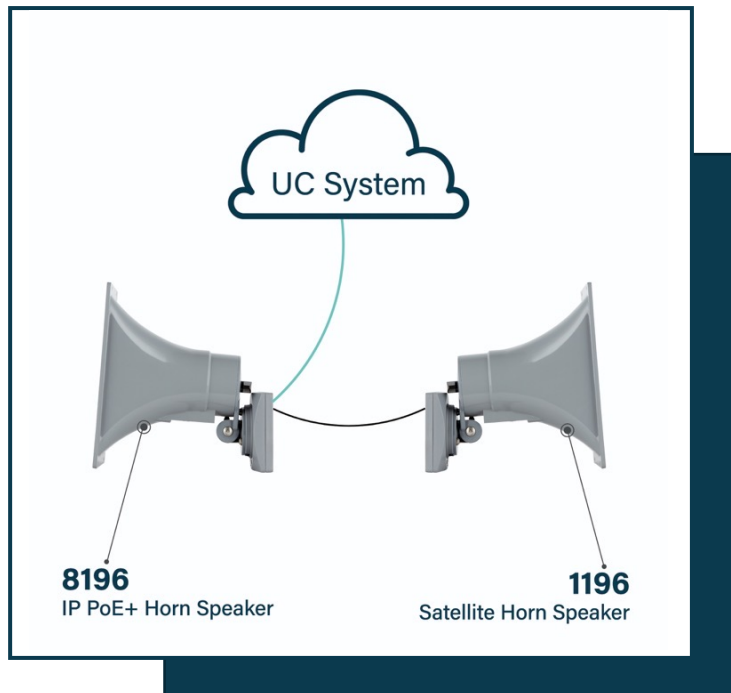 UC System
8196
IP PoE+ Horn Speaker
1196
Satellite Horn Speaker